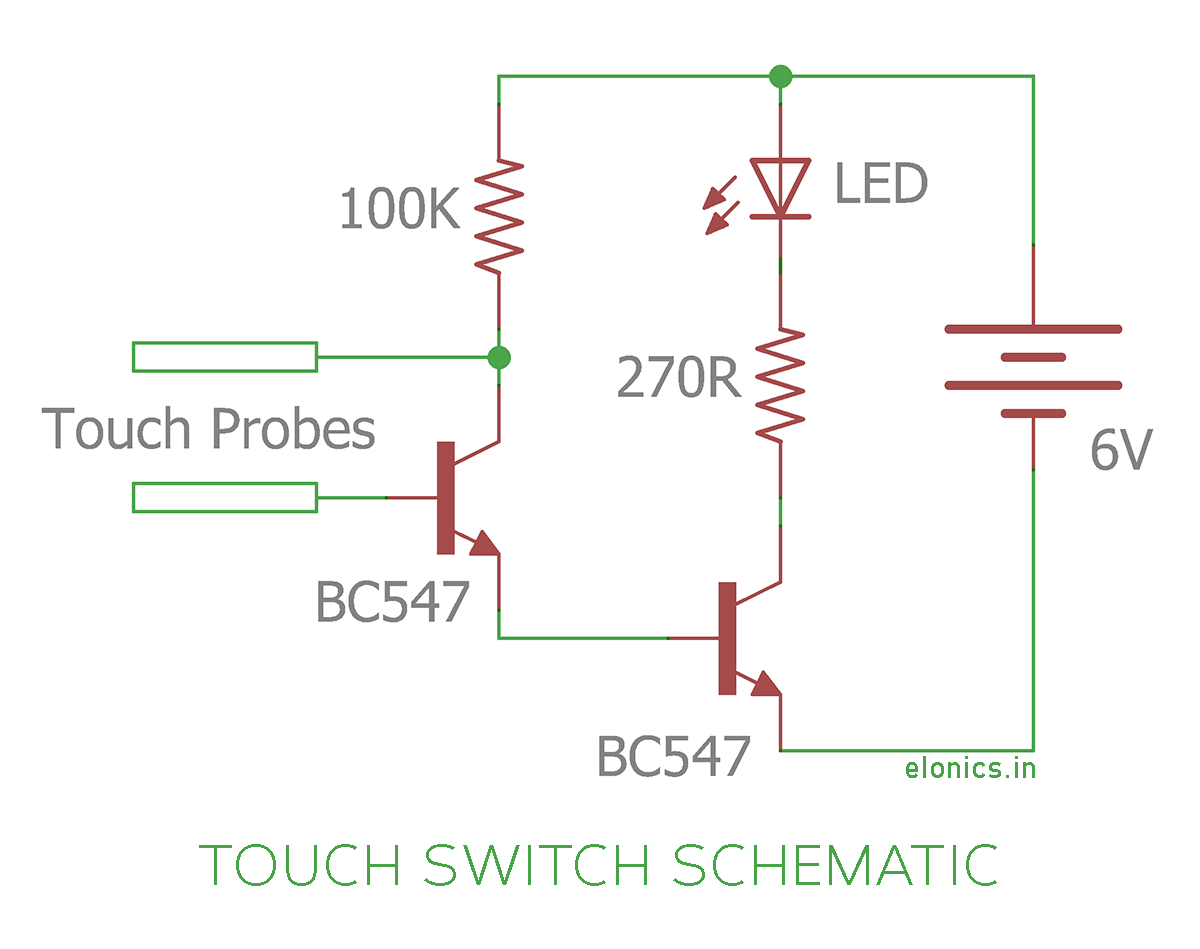 LED
100K
270R
Touch Probes
6V
BC547
BC547
elonics.in
TOUCH SWITCH SCHEMATIC